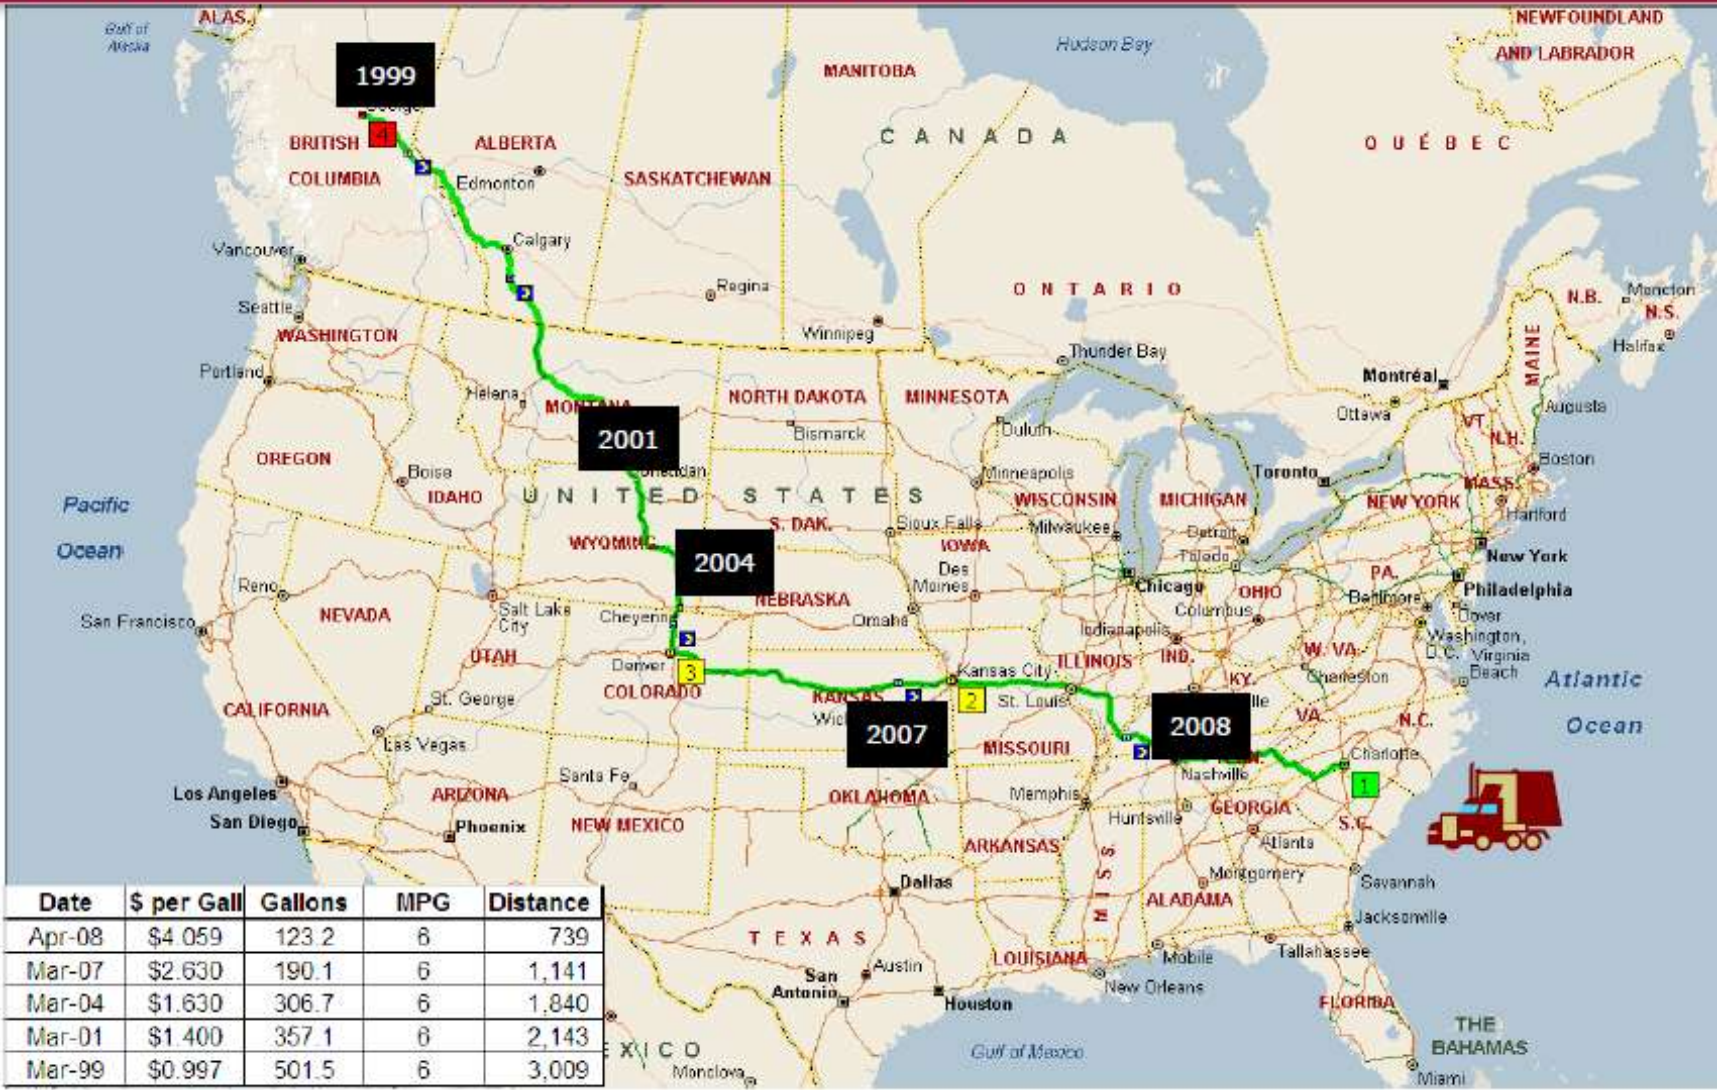 ALAS.
Gulf of
Alaska
1999
4
BRITISH
COLUMBIA
ALBERTA
Edmonton
SASKATCHEWAN
MANITOBA
Hudson Bay
CANADA
NEWFOUNDLAND
AND LABRADOR
QUÉBEC
ONTARIO
Vancouver
Calgary
Regina
Winnipeg
Thunder Bay
Seattle
WASHINGTON
Portland
Helena
MONTANA
NORTH DAKOTA
Bismarck
MINNESOTA
Duluth
Montréal
Ottawa
MAINE
N.B.
Moncton
N.S.
Halifax
Augusta
VT.
N.H.
Boston
MASS.
Hartford
2001
Sheridan
OREGON
Boise
IDAHO
UNITED STATES
Minneapolis
WISCONSIN
MICHIGAN
Toronto
NEW YORK
New York
Pacific
Ocean
WYOMING
S. DAK.
Sioux Falls
Milwaukee
Detroit
Toledo
2004
IOWA
Des
Moines
Chicago
OHIO
PA.
Philadelphia
Baltimore
Dover
Washington,
D.C.
Virginia
Beach
Reno
San Francisco
NEVADA
Salt Lake
City
Cheyenne
NEBRASKA
Omaha
Columbus
Indianapolis
UTAH
Denver
3
COLORADO
KANSAS
Kansas City
2
St. Louis
ILLINOIS
IND.
W. VA.
Charleston
KY.
VA.
N.C.
Atlantic
Ocean
CALIFORNIA
St. George
Las Vegas
2007
MISSOURI
2008
Nashville
Charlotte
1
Santa Fe
Los Angeles
San Diego
ARIZONA
Phoenix
NEW MEXICO
OKLAHOMA
Memphis
Huntsville
GEORGIA
S.C.
ARKANSAS
MISS.
Atlanta
Montgomery
ALABAMA
Savannah
Dallas
Jacksonville
TEXAS
Austin
San
Antonio
Houston
LOUISIANA
New Orleans
Mobile
Tallahassee
FLORIDA
THE
BAHAMAS
Miami
Gulf of Mexico
EXICO
Monclova
Date $ per Gall Gallons MPG Distance
Apr-08 $4.059 123.2 6 739
Mar-07 $2.630 190.1 6 1,141
Mar-04 $1.630 306.7 6 1,840
Mar-01 $1.400 357.1 6 2,143
Mar-99 $0.997 501.5 6 3,009